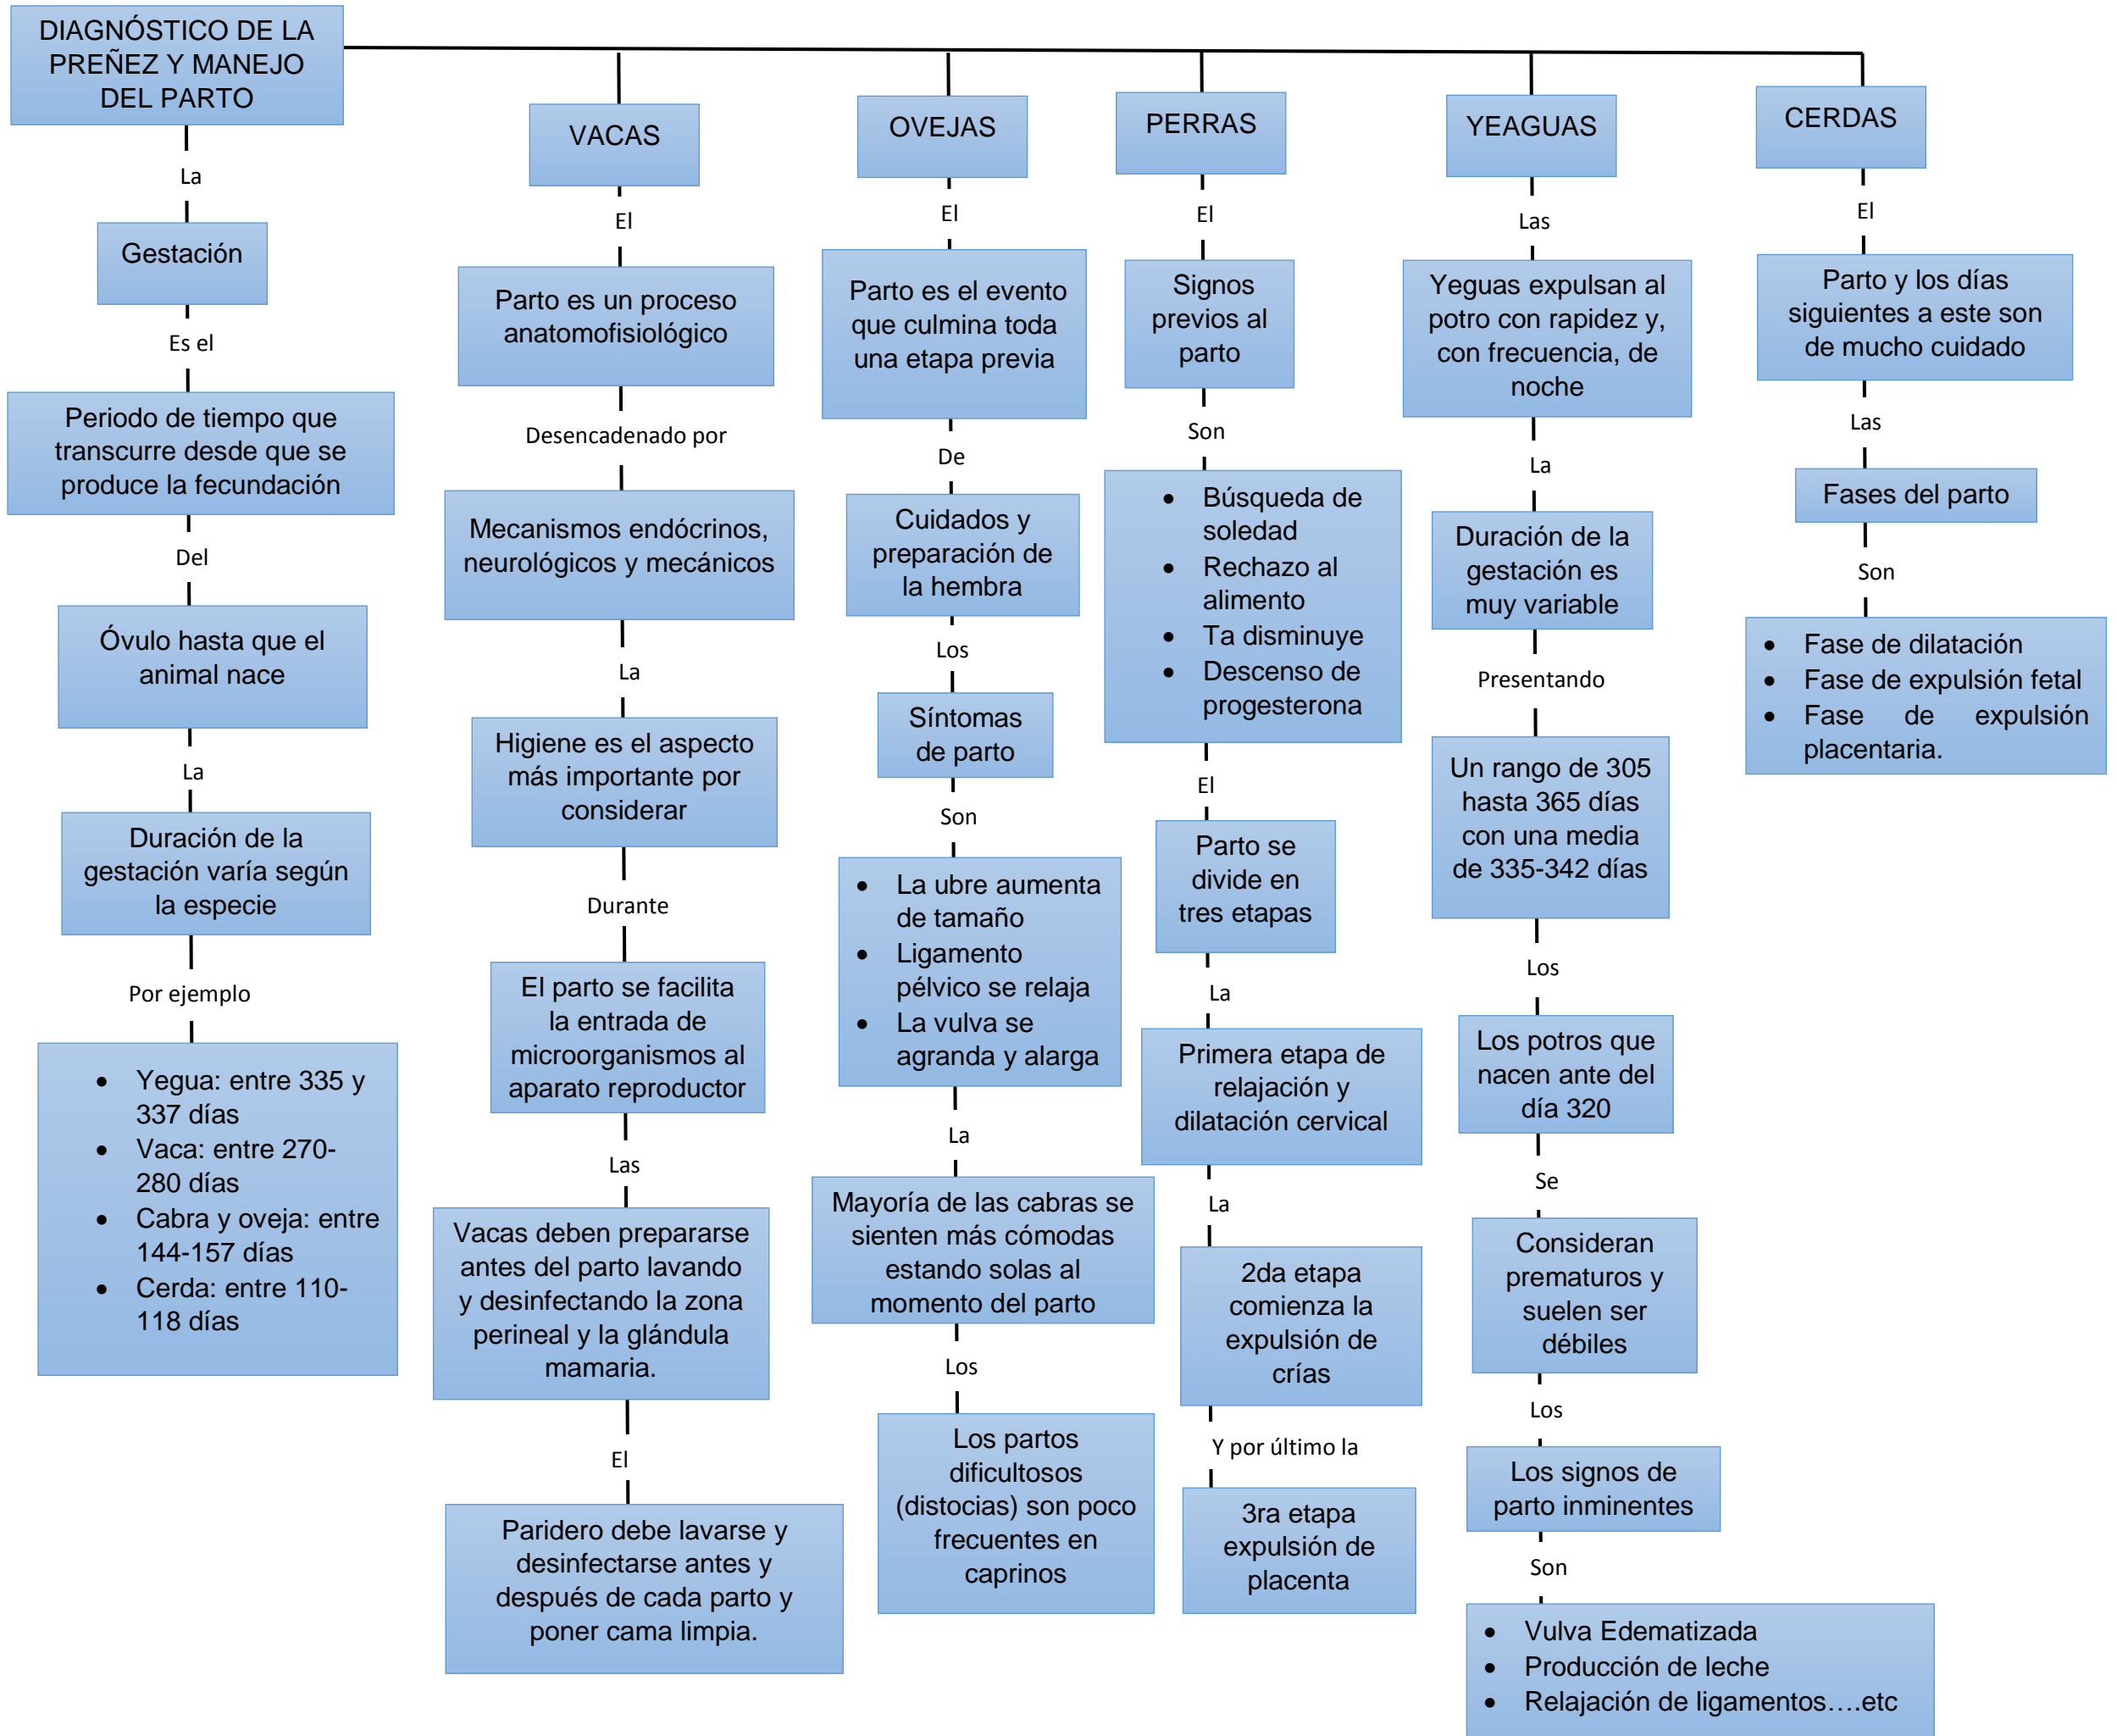 DIAGNÓSTICO DE LA
PREÑEZ Y MANEJO
DEL PARTO
La
Gestación
Es el
Periodo de tiempo que
transcurre desde que se
produce la fecundación
Del
Óvulo hasta que el
animal nace
La
Duración de la
gestación varía según
la especie
Por ejemplo
• Yegua: entre 335 y
337 días
• Vaca: entre 270-
280 días
• Cabra y oveja: entre
144-157 días
• Cerda: entre 110-
118 días
VACAS
El
Parto es un proceso
anatomofisiológico
Desencadenado por
Mecanismos endócrinos,
neurológicos y mecánicos
La
Higiene es el aspecto
más importante por
considerar
Durante
El parto se facilita
la entrada de
microorganismos al
aparato reproductor
Las
Vacas deben prepararse
antes del parto lavando
y desinfectando la zona
perineal y la glándula
mamaria.
El
Paridero debe lavarse y
desinfectarse antes y
después de cada parto y
poner cama limpia.
OVEJAS
El
Parto es el evento
que culmina toda
una etapa previa
De
Cuidados y
preparación de
la hembra
Los
Síntomas
de parto
Son
• La ubre aumenta
de tamaño
• Ligamento
pélvico se relaja
• La vulva se
agranda y alarga
La
Mayoría de las cabras se
sienten más cómodas
estando solas al
momento del parto
Los
Los partos
dificultosos
(distocias) son poco
frecuentes en
caprinos
PERRAS
El
Signos
previos al
parto
Son
• Búsqueda de
soledad
• Rechazo al
alimento
• Ta disminuye
• Descenso de
progesterona
El
Parto se
divide en
tres etapas
La
Primera etapa de
relajación y
dilatación cervical
La
2da etapa
comienza la
expulsión de
crías
Y por último la
3ra etapa
expulsión de
placenta
YEAGUAS
Las
Yeguas expulsan al
potro con rapidez y,
con frecuencia, de
noche
La
Duración de la
gestación es
muy variable
Presentando
Un rango de 305
hasta 365 días
con una media
de 335-342 días
Los
Los potros que
nacen ante del
día 320
Se
Consideran
prematuros y
suelen ser
débiles
Los
Los signos de
parto inminentes
Son
• Vulva Edematizada
• Producción de leche
• Relajación de ligamentos….etc
CERDAS
El
Parto y los días
siguientes a este son
de mucho cuidado
Las
Fases del parto
Son
• Fase de dilatación
• Fase de expulsión fetal
• Fase de expulsión
placentaria.